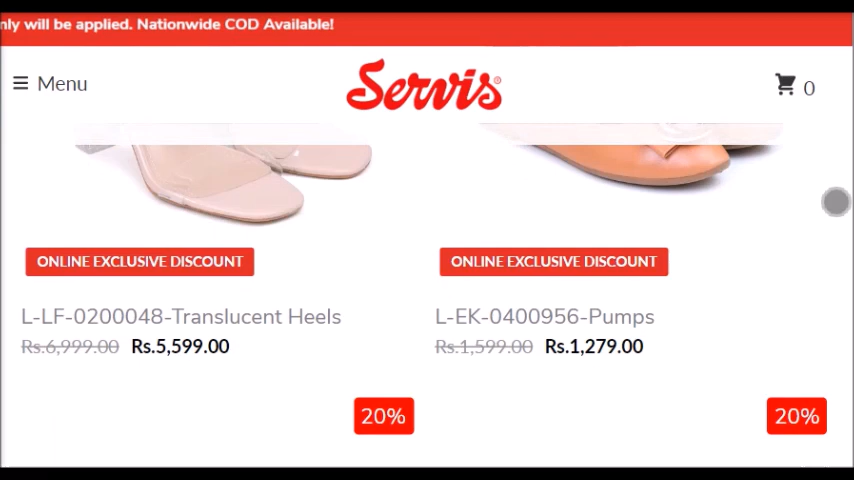 nly will be applied. Nationwide COD Available!
Menu
Servis®
0
ONLINE EXCLUSIVE DISCOUNT
ONLINE EXCLUSIVE DISCOUNT
L-LF-0200048-Translucent Heels
L-EK-0400956-Pumps
Rs.6,999.00 Rs.5,599.00
Rs.1,599.00 Rs.1,279.00
20%
20%